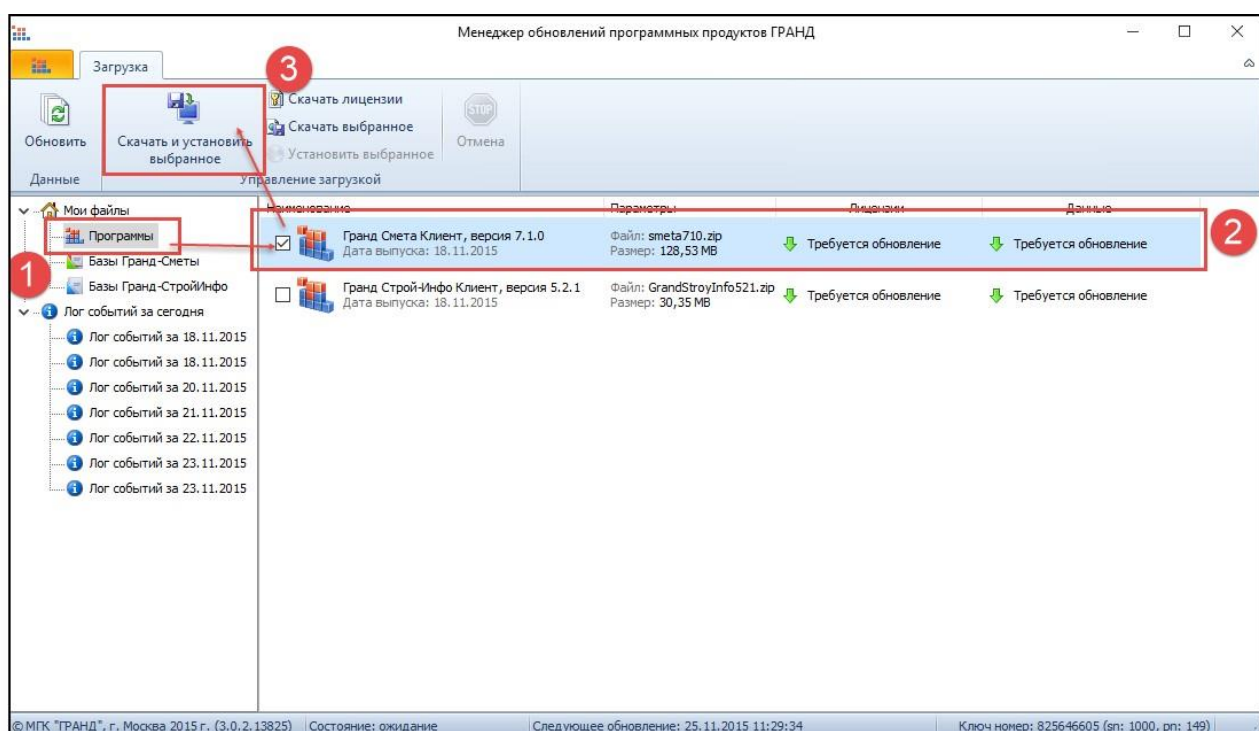 Менеджер обновлений программных продуктов ГРАНД
Загрузка
3
Обновить
Скачать и установить
выбранное
Скачать лицензии
Скачать выбранное
Установить выбранное
STOP
Отмена
Данные
Управление загрузкой
Мои файлы
Программы
Базы Гранд-Сметы
Базы Гранд-СтройИнфо
Лог событий за сегодня
Лог событий за 18.11.2015
Лог событий за 18.11.2015
Лог событий за 20.11.2015
Лог событий за 21.11.2015
Лог событий за 22.11.2015
Лог событий за 23.11.2015
Лог событий за 23.11.2015
1
Наименование Параметры Лицензии Данные
Гранд Смета Клиент, версия 7.1.0
Дата выпуска: 18.11.2015
Файл: smeta710.zip
Размер: 128,53 MB
Требуется обновление
Требуется обновление
2
Гранд Строй-Инфо Клиент, версия 5.2.1
Дата выпуска: 18.11.2015
Файл: GrandStroyInfo521.zip
Размер: 30,35 MB
Требуется обновление
Требуется обновление
© МГК "ГРАНД", г. Москва 2015 г. (3.0.2.13825) Состояние: ожидание Следующее обновление: 25.11.2015 11:29:34 Ключ номер: 825646605 (sn: 1000, pn: 149)